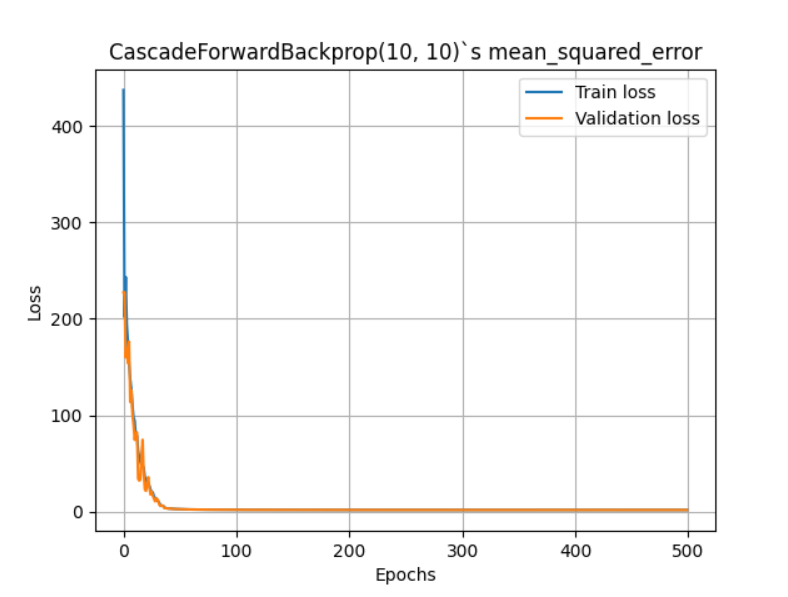 CascadeForwardBackprop(10, 10)`s mean_squared_error
Train loss
Validation loss
400
300
200
100
0
Loss
0 100 200 300 400 500
Epochs